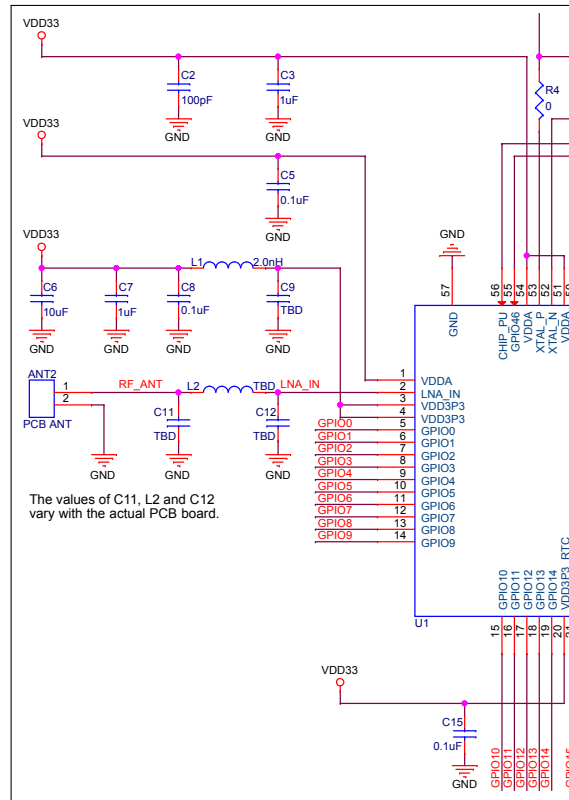 VDD33
C2
100pF
GND
C3
1uF
GND
R4
0
VDD33
C5
0.1uF
GND
VDD33
L1 2.0nH
C6
10uF
GND
C7
1uF
GND
C8
0.1uF
GND
C9
TBD
GND
GND
57
GND
56
CHIP_PU
55
GPIO46
54
VDDA
53
XTAL_P
52
XTAL_N
51
VDDA
ANT2
1
2
PCB ANT
RF_ANT
L2 TBD
LNA_IN
C11
TBD
GND
C12
TBD
GND
GND
The values of C11, L2 and C12
vary with the actual PCB board.
1 VDDA
2 LNA_IN
3 VDD3P3
4 VDD3P3
GPIO0 5 GPIO0
GPIO1 6 GPIO1
GPIO2 7 GPIO2
GPIO3 8 GPIO3
GPIO4 9 GPIO4
GPIO5 10 GPIO5
GPIO6 11 GPIO6
GPIO7 12 GPIO7
GPIO8 13 GPIO8
GPIO9 14 GPIO9
U1
GPIO10
GPIO11
GPIO12
GPIO13
GPIO14
VDD3P3_RTC
15
16
17
18
19
20
VDD33
C15
0.1uF
GND
GPIO10
GPIO11
GPIO12
GPIO13
GPIO14